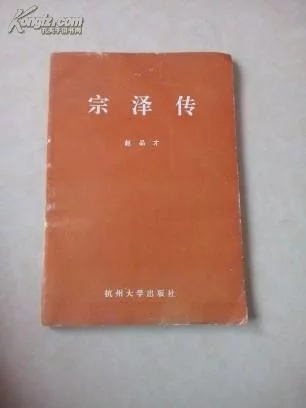 Kongfz.com
孔夫子旧书网
宗泽传
赵品才
杭州大学出版社